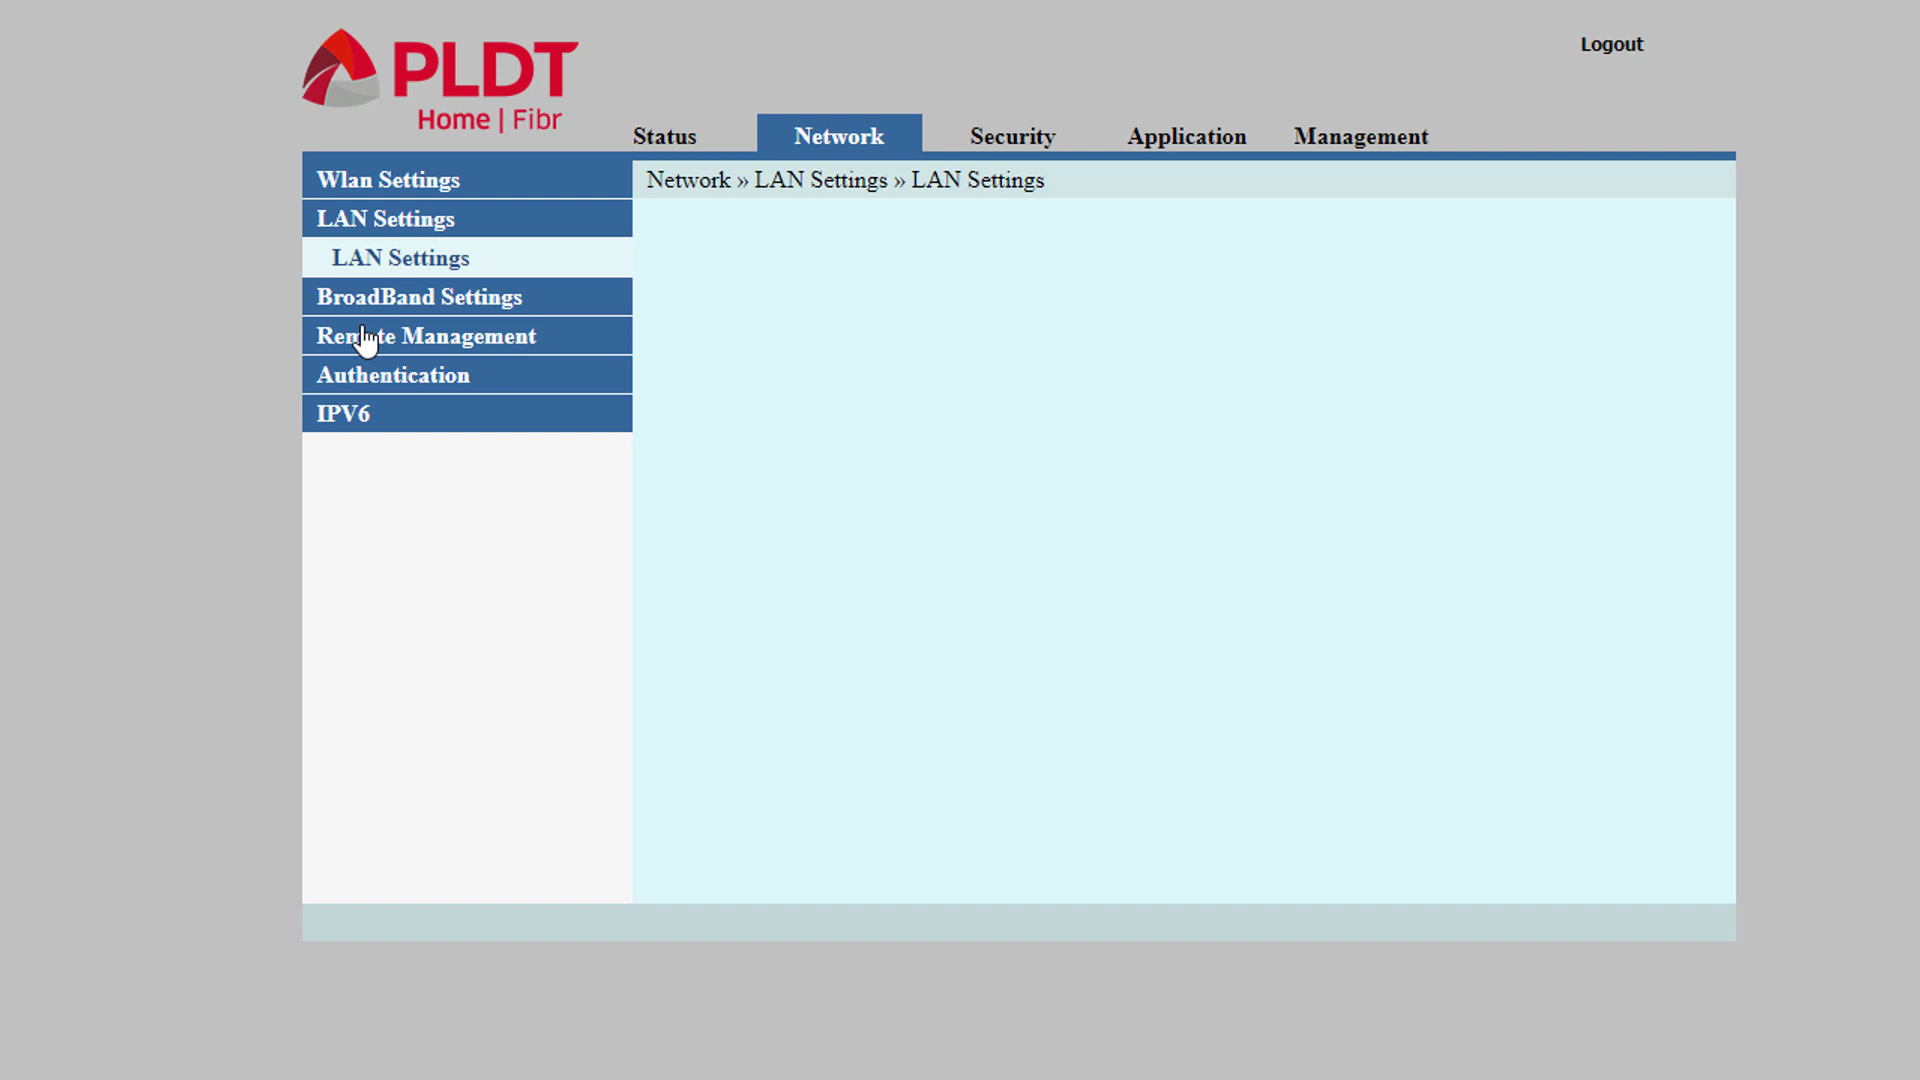 PLDT
Home | Fibr
Logout
Status Network Security Application Management
Wlan Settings
Network » LAN Settings » LAN Settings
LAN Settings
LAN Settings
BroadBand Settings
Remote Management
Authentication
IPV6